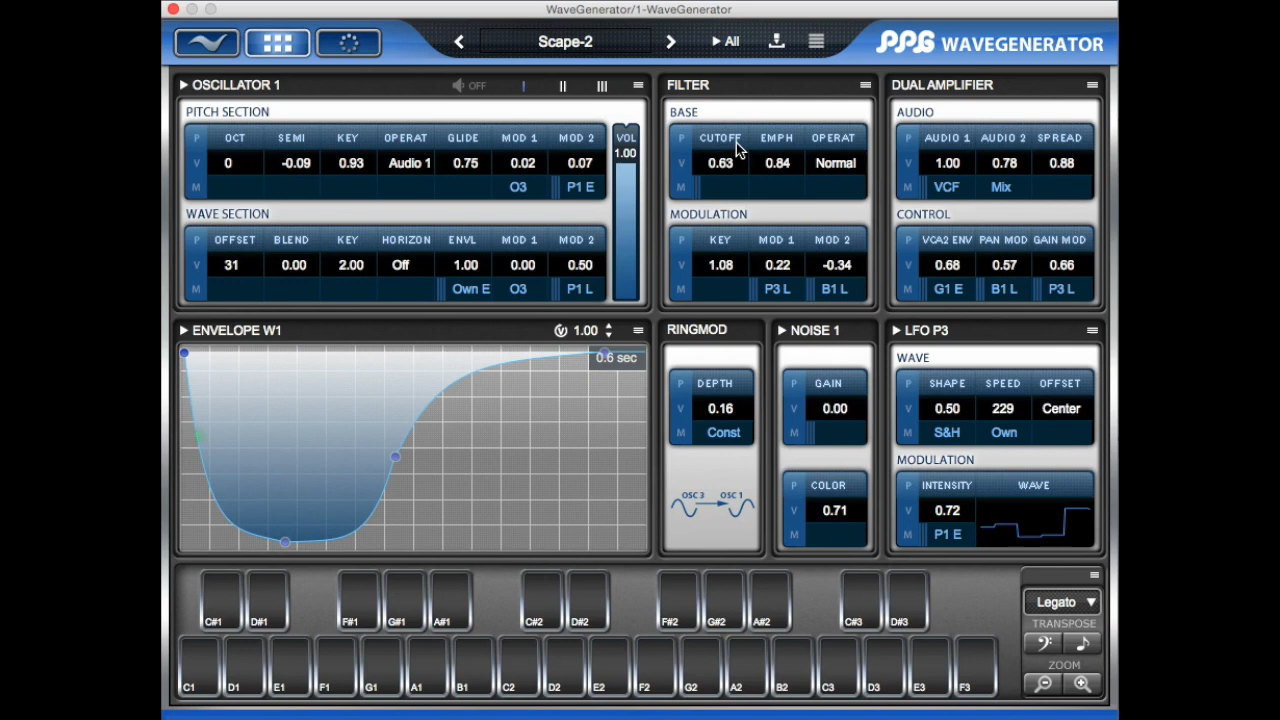 WaveGenerator/1-WaveGenerator
Scape-2
All
PPG WAVEGENERATOR
OSCILLATOR 1
OFF
I
II
III
PITCH SECTION
P OCT SEMI KEY OPERAT GLIDE MOD 1 MOD 2
V 0 -0.09 0.93 Audio 1 0.75 0.02 0.07
M O3 P1 E
VOL
1.00
WAVE SECTION
P OFFSET BLEND KEY HORIZON ENVL MOD 1 MOD 2
V 31 0.00 2.00 Off 1.00 0.00 0.50
M Own E O3 P1 L
FILTER
BASE
P CUTOFF EMPH OPERAT
V 0.63 0.84 Normal
M
MODULATION
P KEY MOD 1 MOD 2
V 1.08 0.22 -0.34
M P3 L B1 L
DUAL AMPLIFIER
AUDIO
P AUDIO 1 AUDIO 2 SPREAD
V 1.00 0.78 0.88
M VCF Mix
CONTROL
P VCA2 ENV PAN MOD GAIN MOD
V 0.68 0.57 0.66
M G1 E B1 L P3 L
ENVELOPE W1
1.00
0.6 sec
RINGMOD
P DEPTH
V 0.16
M Const
OSC 3 OSC 1
NOISE 1
P GAIN
V 0.00
M
P COLOR
V 0.71
M
LFO P3
WAVE
P SHAPE SPEED OFFSET
V 0.50 229 Center
M S&H Own
MODULATION
P INTENSITY WAVE
V 0.72
M P1 E
C#1 D#1 F#1 G#1 A#1 C#2 D#2 F#2 G#2 A#2 C#3 D#3
C1 D1 E1 F1 G1 A1 B1 C2 D2 E2 F2 G2 A2 B2 C3 D3 E3 F3
Legato
TRANSPOSE
ZOOM